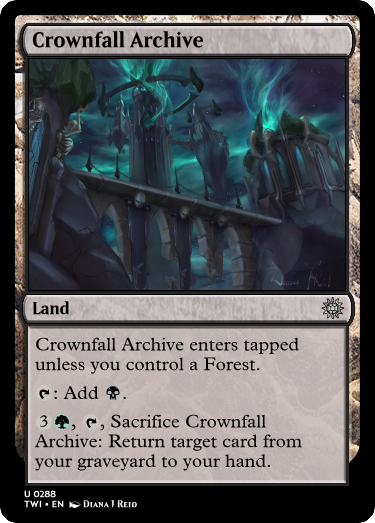 Crownfall Archive
Land
Crownfall Archive enters tapped
unless you control a Forest.
: Add .
3 , , Sacrifice Crownfall
Archive: Return target card from
your graveyard to your hand.
U 0288
TWI • EN Diana J Reid